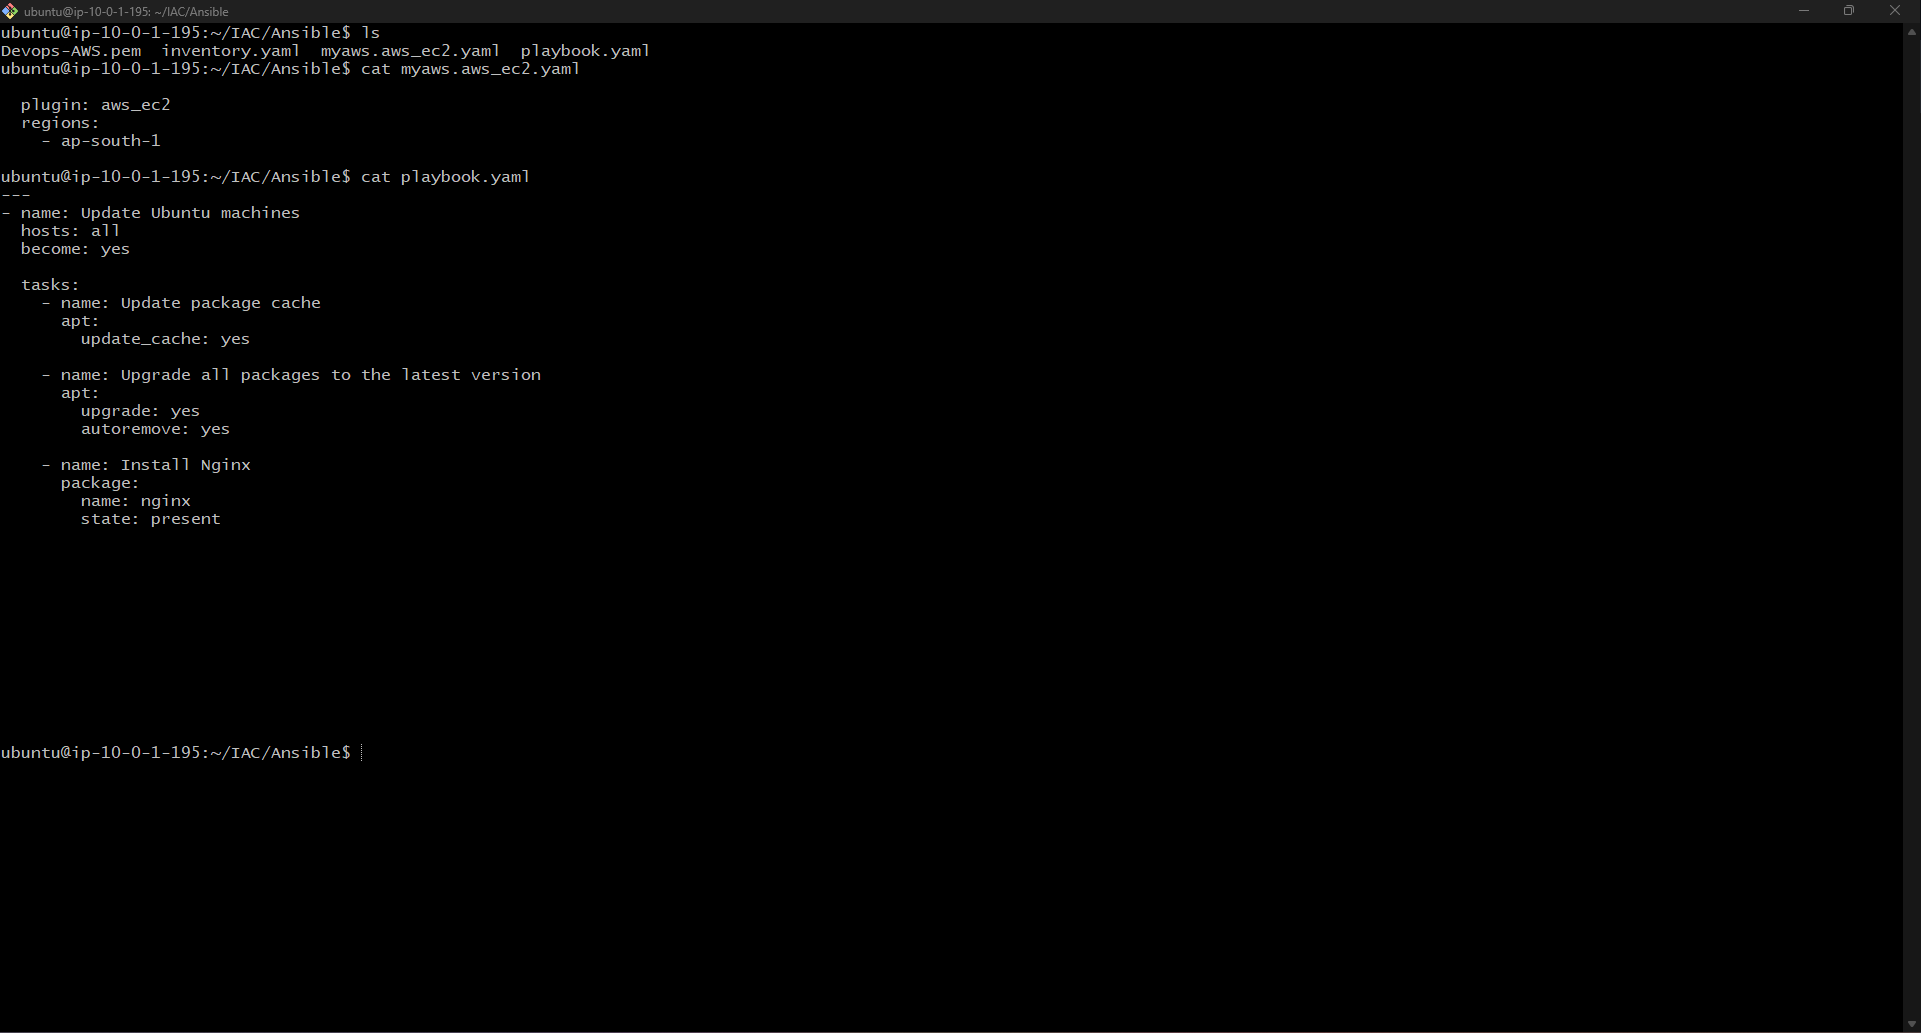 ubuntu@ip-10-0-1-195: ~/IAC/Ansible
ubuntu@ip-10-0-1-195:~/IAC/Ansible$ ls
Devops-AWS.pem  inventory.yaml  myaws.aws_ec2.yaml  playbook.yaml
ubuntu@ip-10-0-1-195:~/IAC/Ansible$ cat myaws.aws_ec2.yaml
  plugin: aws_ec2
  regions:
    - ap-south-1
ubuntu@ip-10-0-1-195:~/IAC/Ansible$ cat playbook.yaml
---
- name: Update Ubuntu machines
  hosts: all
  become: yes
  tasks:
    - name: Update package cache
      apt:
        update_cache: yes
    - name: Upgrade all packages to the latest version
      apt:
        upgrade: yes
        autoremove: yes
    - name: Install Nginx
      package:
        name: nginx
        state: present
ubuntu@ip-10-0-1-195:~/IAC/Ansible$